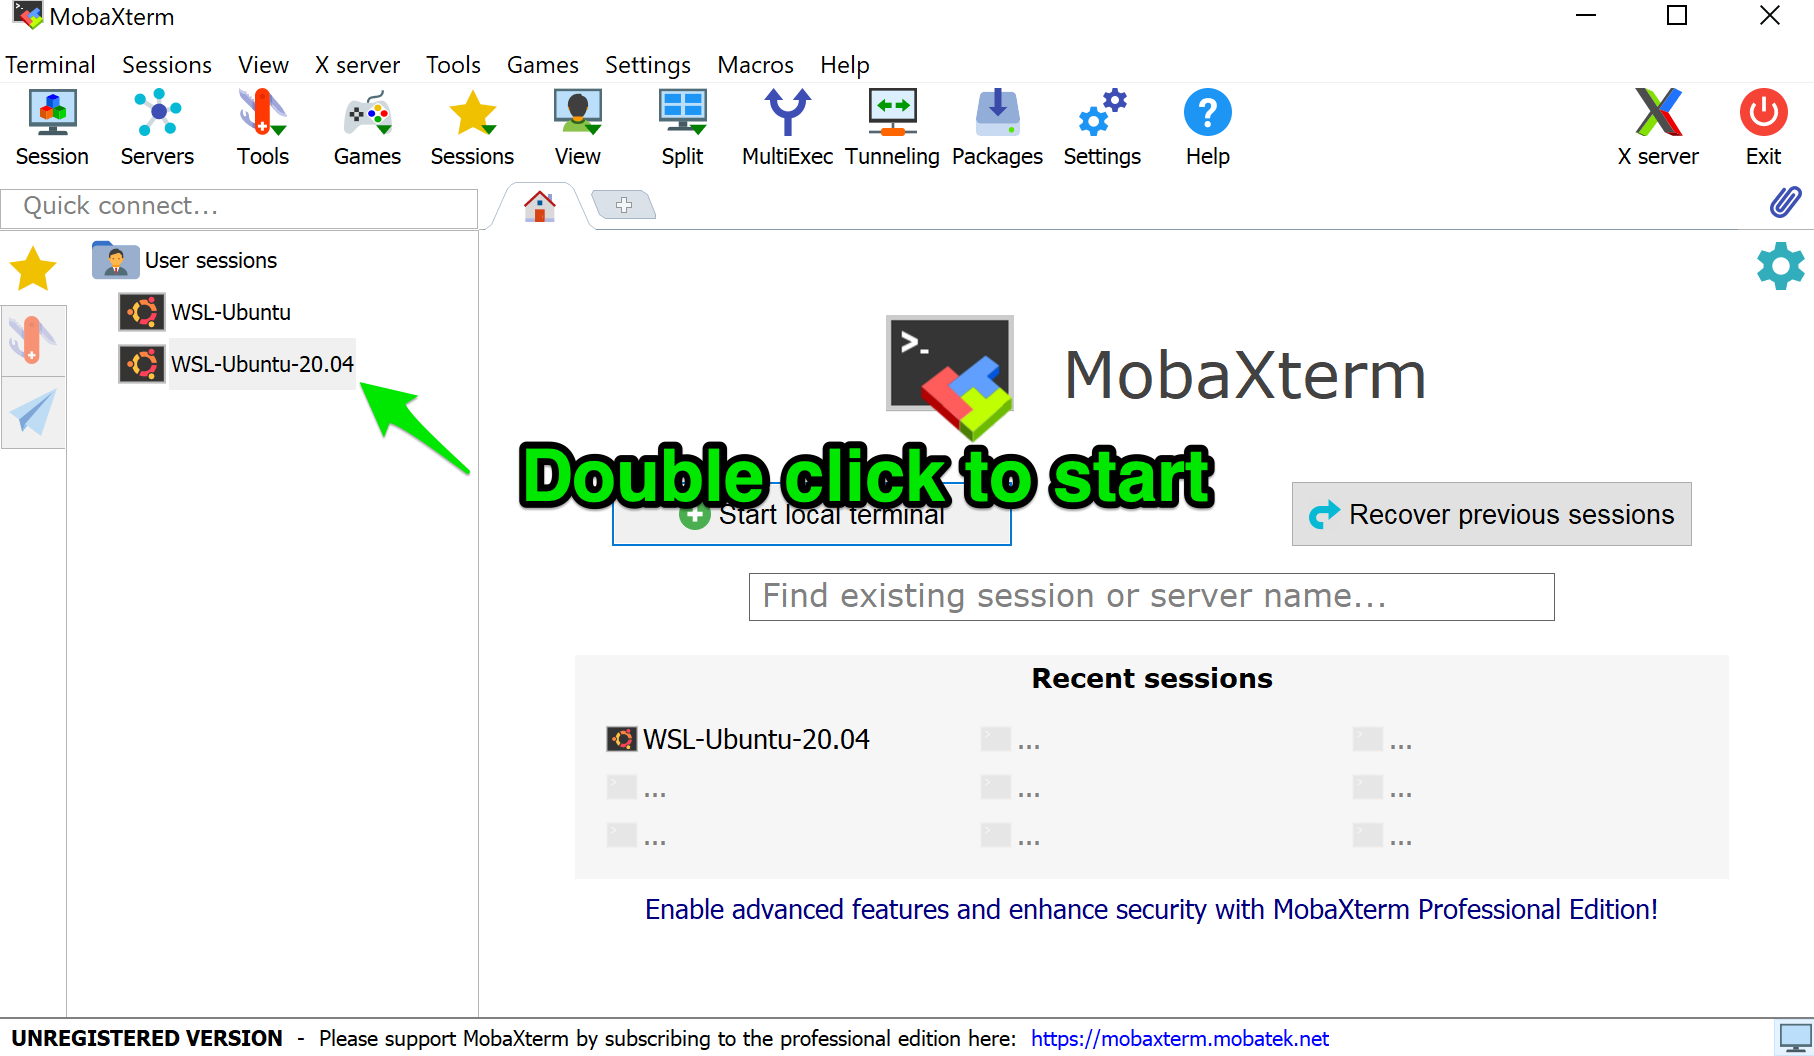 MobaXterm
Terminal Sessions View X server Tools Games Settings Macros Help
Session Servers Tools Games Sessions View Split MultiExec Tunneling Packages Settings Help X server Exit
Quick connect...
User sessions
WSL-Ubuntu
WSL-Ubuntu-20.04
>_ MobaXterm
Double click to start
Start local terminal
Recover previous sessions
Find existing session or server name...
Recent sessions
WSL-Ubuntu-20.04 ... ...
... ... ...
... ... ...
Enable advanced features and enhance security with MobaXterm Professional Edition!
UNREGISTERED VERSION - Please support MobaXterm by subscribing to the professional edition here: https://mobaxterm.mobatek.net